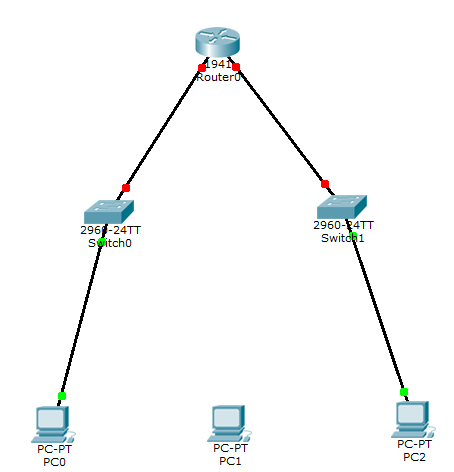 1941
Router0
2960-24TT
Switch0
2960-24TT
Switch1
PC-PT
PC0
PC-PT
PC1
PC-PT
PC2